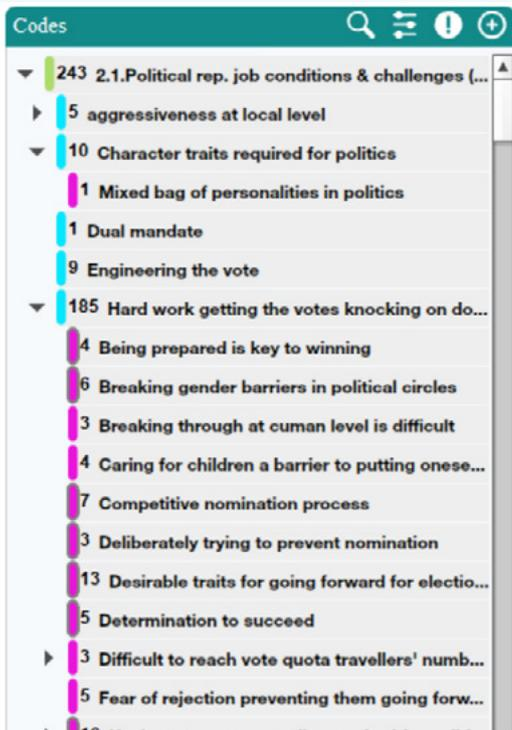 Codes
243 2.1.Political rep. job conditions & challenges (...
5 aggressiveness at local level
10 Character traits required for politics
1 Mixed bag of personalities in politics
1 Dual mandate
9 Engineering the vote
185 Hard work getting the votes knocking on do...
4 Being prepared is key to winning
6 Breaking gender barriers in political circles
3 Breaking through at cuman level is difficult
4 Caring for children a barrier to putting onese...
7 Competitive nomination process
3 Deliberately trying to prevent nomination
13 Desirable traits for going forward for electio...
5 Determination to succeed
3 Difficult to reach vote quota travellers' numb...
5 Fear of rejection preventing them going forw...